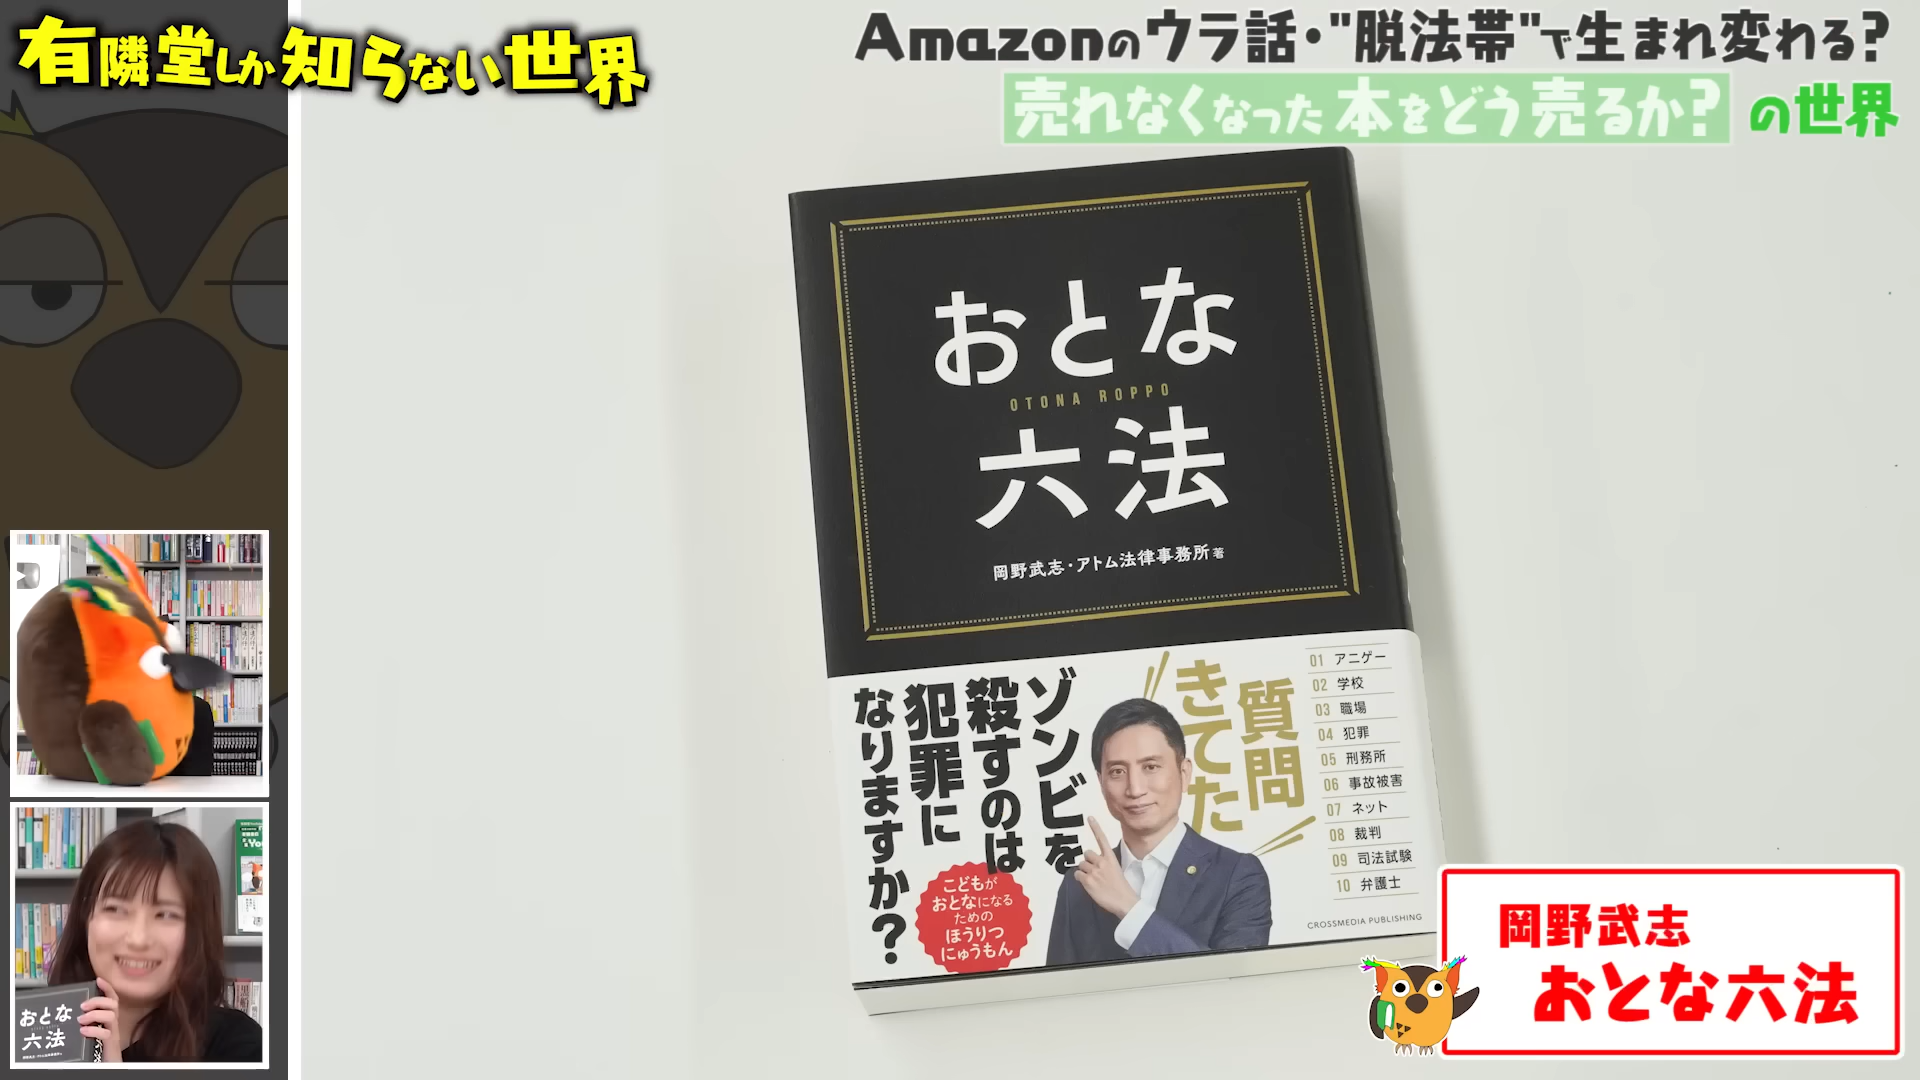 有隣堂しか知らない世界
Amazonのウラ話・"脱法帯"で生まれ変わる?
売れなくなった本をどう売るか?の世界
おとな
OTONA ROPPO
六法
岡野武志・アトム法律事務所 著
質問
きてた
ゾンビを
殺すのは
犯罪に
なりますか?
こどもが
おとなになる
ための
ほうりつ
にゅうもん
01 アニゲー
02 学校
03 職場
04 犯罪
05 刑務所
06 事故被害
07 ネット
08 裁判
09 司法試験
10 弁護士
CROSSMEDIA PUBLISHING
おとな
六法
岡野武志
おとな六法